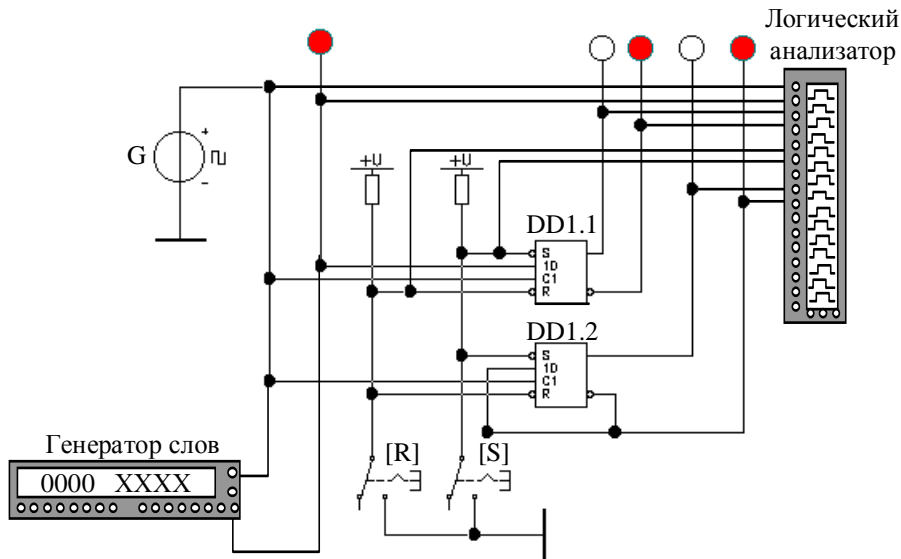 Логический
анализатор
G
+
-
+V
+V
DD1.1
S
1D
C1
R
DD1.2
S
1D
C1
R
[R]
[S]
Генератор слов
0000 XXXX